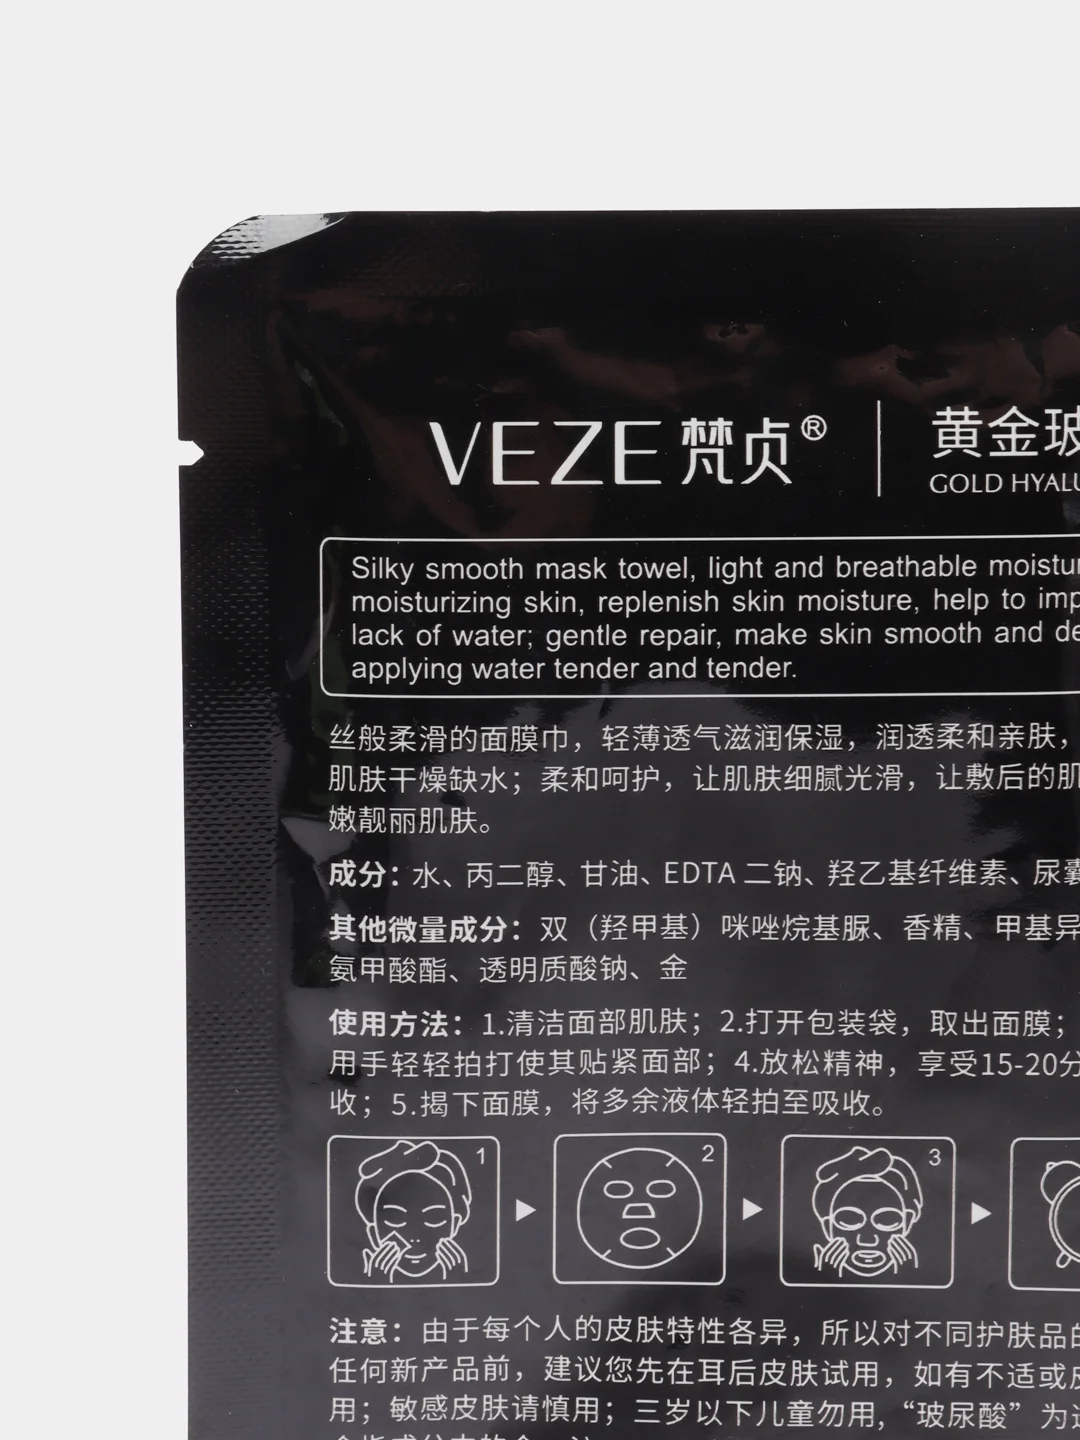 VEZE 梵贞®
黄金玻
GOLD HYALU
Silky smooth mask towel, light and breathable moistur
moisturizing skin, replenish skin moisture, help to imp
lack of water; gentle repair, make skin smooth and de
applying water tender and tender.
丝般柔滑的面膜巾，轻薄透气滋润保湿，润透柔和亲肤，
肌肤干燥缺水；柔和呵护，让肌肤细腻光滑，让敷后的肌
嫩靓丽肌肤。
成分：水、丙二醇、甘油、EDTA 二钠、羟乙基纤维素、尿囊
其他微量成分：双（羟甲基）咪唑烷基脲、香精、甲基异
氨甲酸酯、透明质酸钠、金
使用方法：1.清洁面部肌肤；2.打开包装袋，取出面膜；
用手轻轻拍打使其贴紧面部；4.放松精神，享受15-20分
收；5.揭下面膜，将多余液体轻拍至吸收。
1
2
3
注意：由于每个人的皮肤特性各异，所以对不同护肤品的
任何新产品前，建议您先在耳后皮肤试用，如有不适或皮
用；敏感皮肤请慎用；三岁以下儿童勿用，“玻尿酸”为透